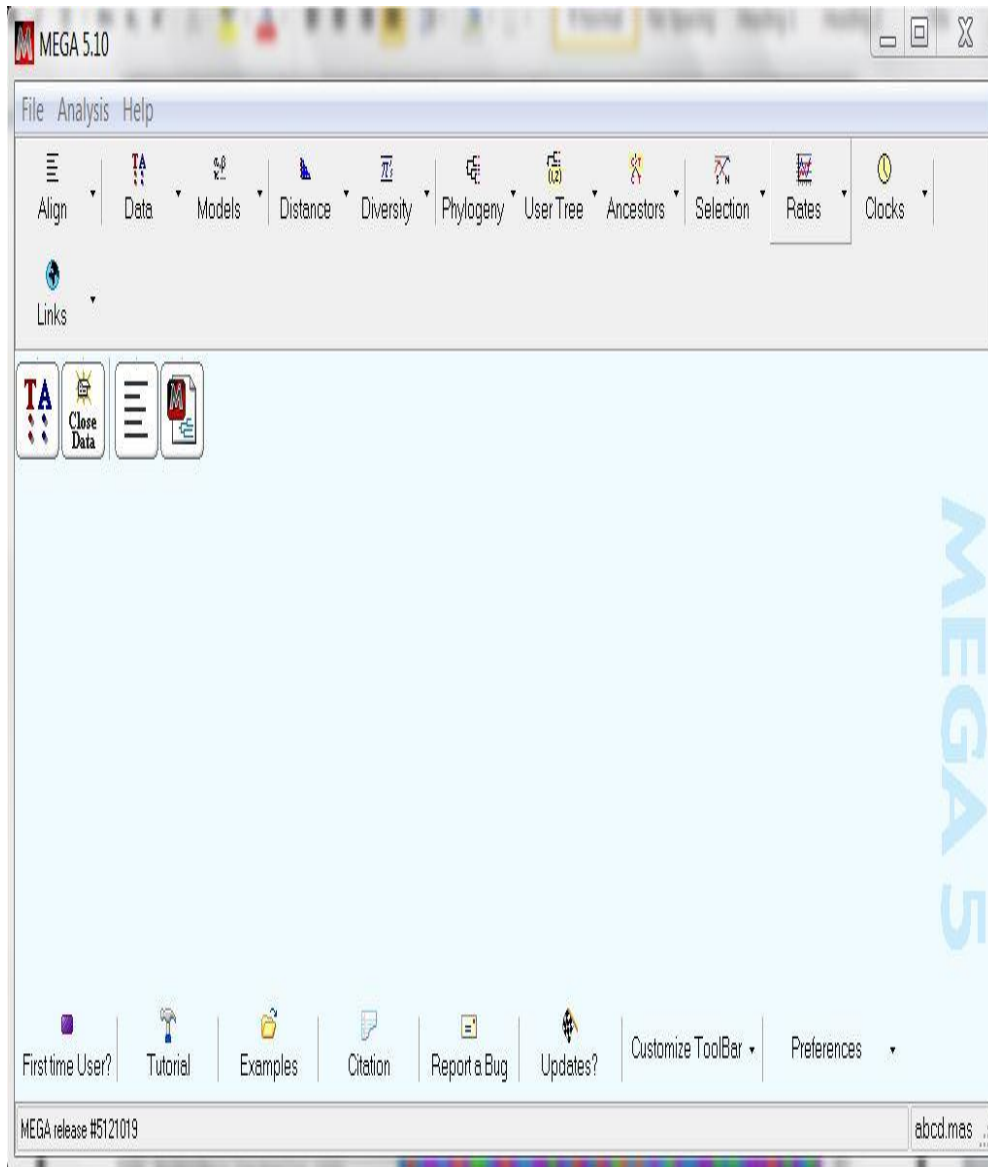 MEGA 5.10
File Analysis Help
Align Data Models Distance Diversity Phylogeny User Tree Ancestors Selection Rates Clocks
Links
TA
Close
Data
M
MEGA 5
First time User? Tutorial Examples Citation Report a Bug Updates? Customize ToolBar Preferences
MEGA release #5121019 abcd.mas